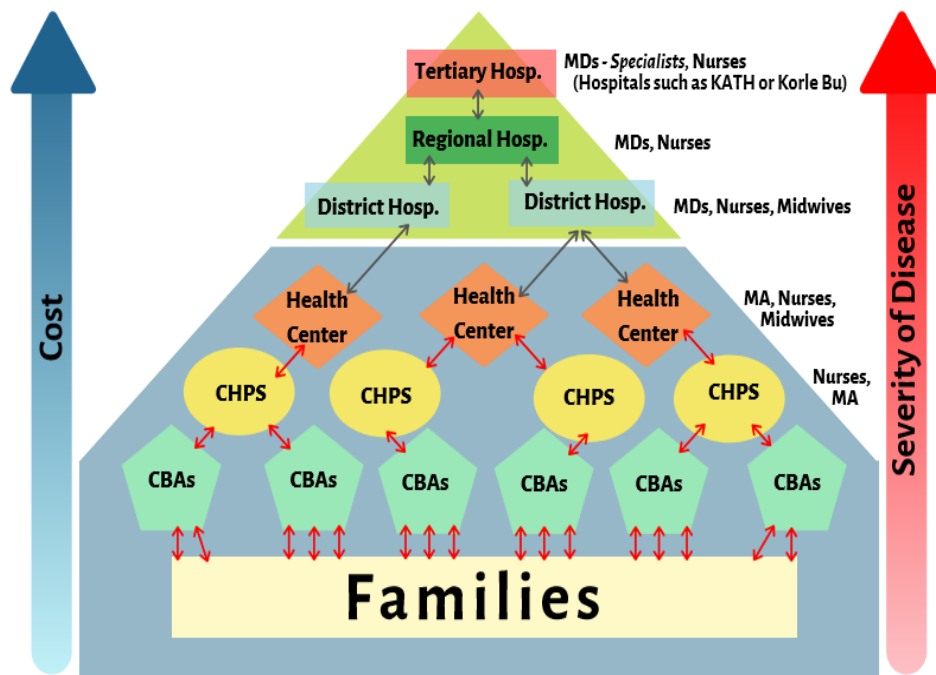 Tertiary Hosp.
MDs - Specialists, Nurses
(Hospitals such as KATH or Korle Bu)
Regional Hosp.
MDs, Nurses
District Hosp.
District Hosp.
MDs, Nurses, Midwives
Health
Center
Health
Center
Health
Center
MA, Nurses,
Midwives
CHPS
CHPS
CHPS
CHPS
Nurses,
MA
CBAs
CBAs
CBAs
CBAs
CBAs
CBAs
Families
Cost
Severity of Disease